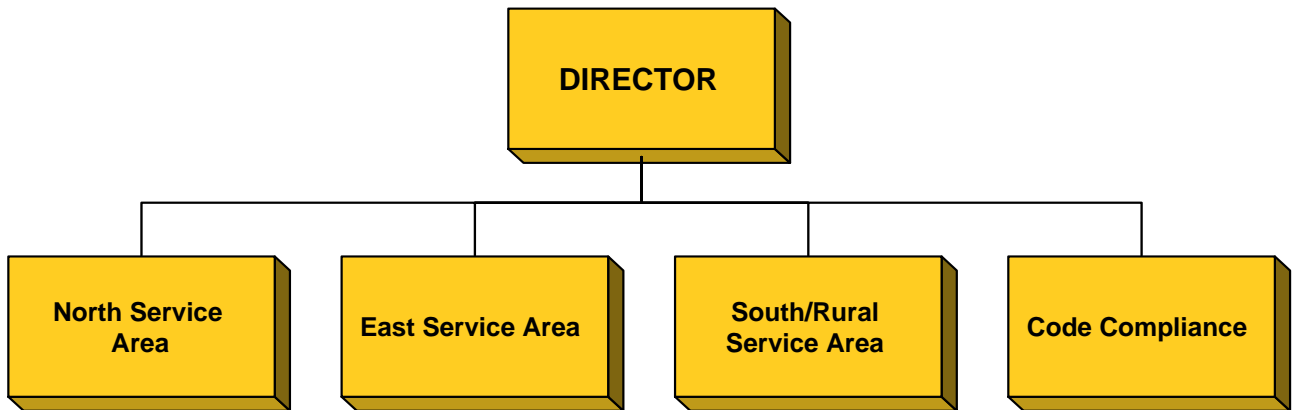 DIRECTOR
North Service
Area
East Service Area
South/Rural
Service Area
Code Compliance